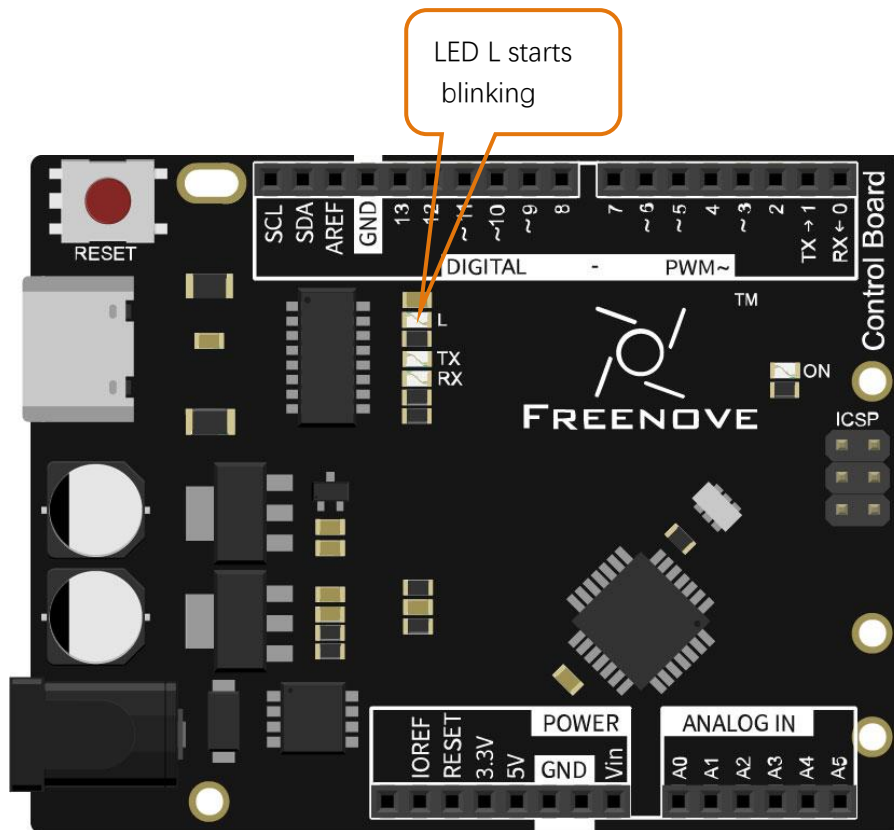 LED L starts
blinking
RESET
SCL
SDA
AREF
GND
13
12
~11
~10
~9
8
7
~6
~5
4
~3
2
TX→1
RX←0
DIGITAL - PWM~
Control Board
L
TX
RX
TM
FREENOVE
ON
ICSP
IOREF
RESET
3.3V
5V
POWER
GND
Vin
ANALOG IN
A0
A1
A2
A3
A4
A5